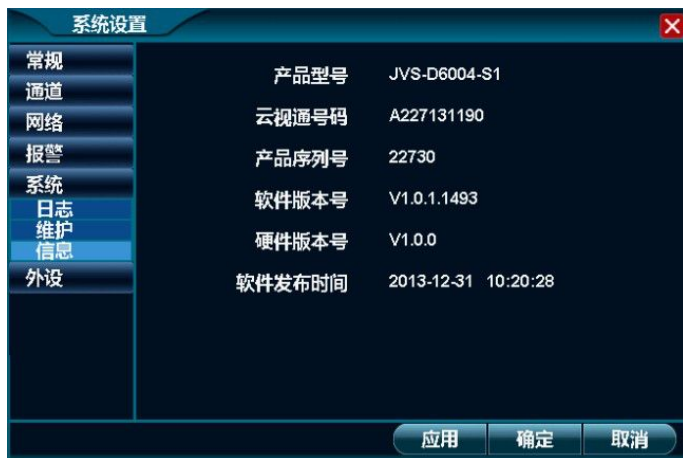 系统设置
常规
通道
网络
报警
系统
日志
维护
信息
外设
产品型号 JVS-D6004-S1
云视通号码 A227131190
产品序列号 22730
软件版本号 V1.0.1.1493
硬件版本号 V1.0.0
软件发布时间 2013-12-31 10:20:28
应用 确定 取消